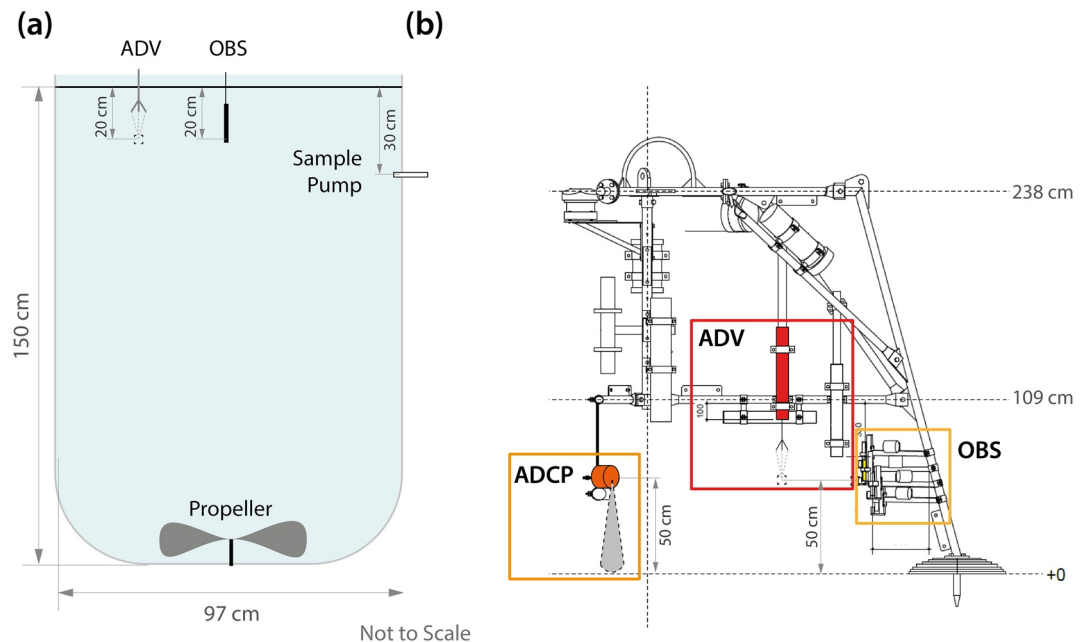 (a)
ADV
OBS
20 cm
20 cm
30 cm
Sample
Pump
150 cm
Propeller
97 cm
Not to Scale
(b)
238 cm
ADV
109 cm
100
OBS
ADCP
50 cm
50 cm
+0